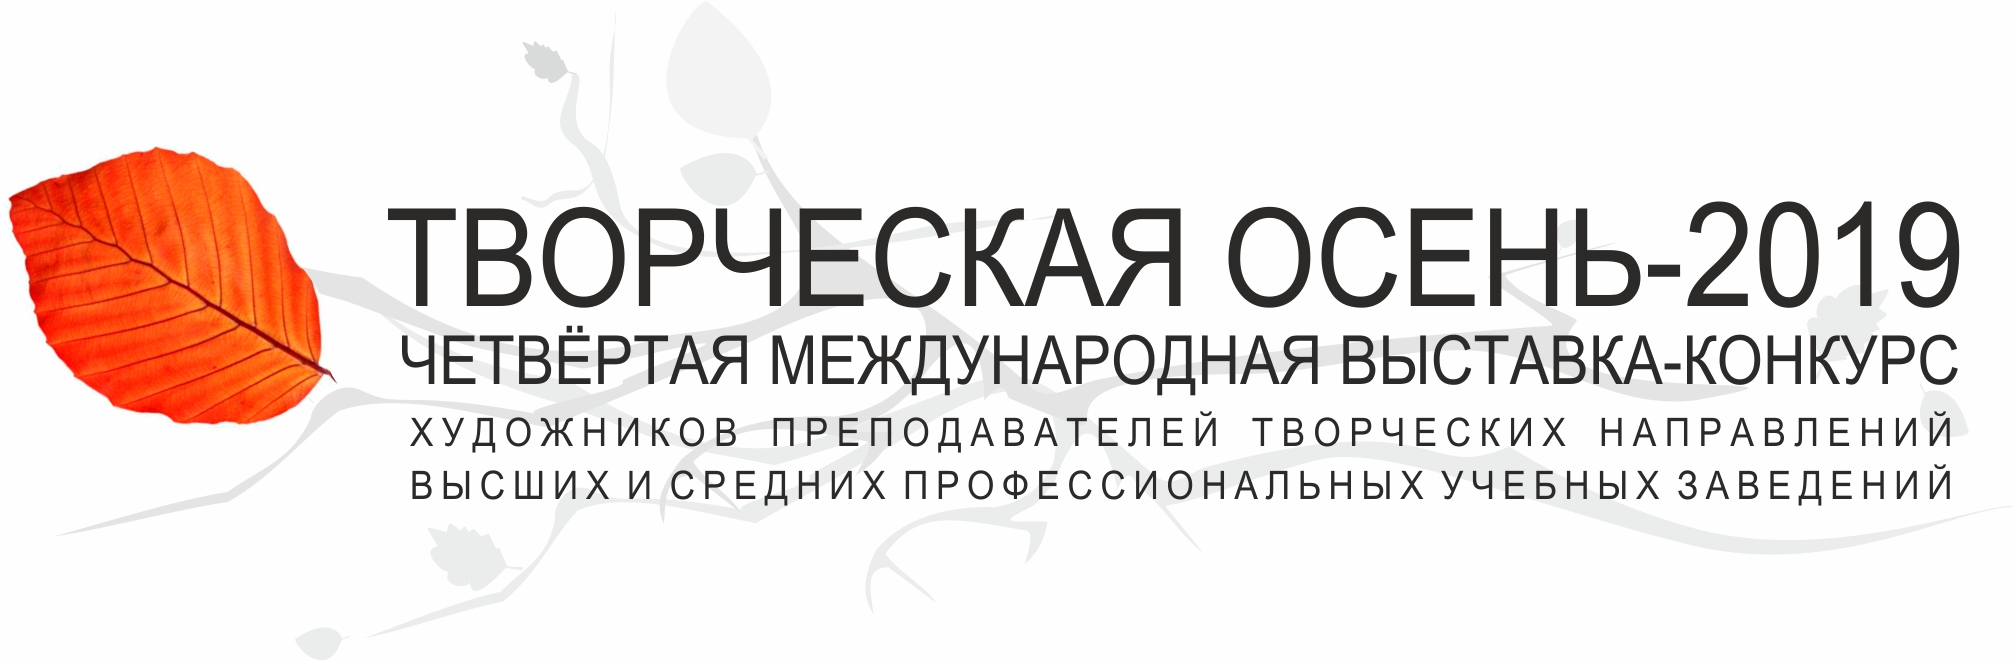 ТВОРЧЕСКАЯ ОСЕНЬ-2019
ЧЕТВЁРТАЯ МЕЖДУНАРОДНАЯ ВЫСТАВКА-КОНКУРС
ХУДОЖНИКОВ ПРЕПОДАВАТЕЛЕЙ ТВОРЧЕСКИХ НАПРАВЛЕНИЙ
ВЫСШИХ И СРЕДНИХ ПРОФЕССИОНАЛЬНЫХ УЧЕБНЫХ ЗАВЕДЕНИЙ